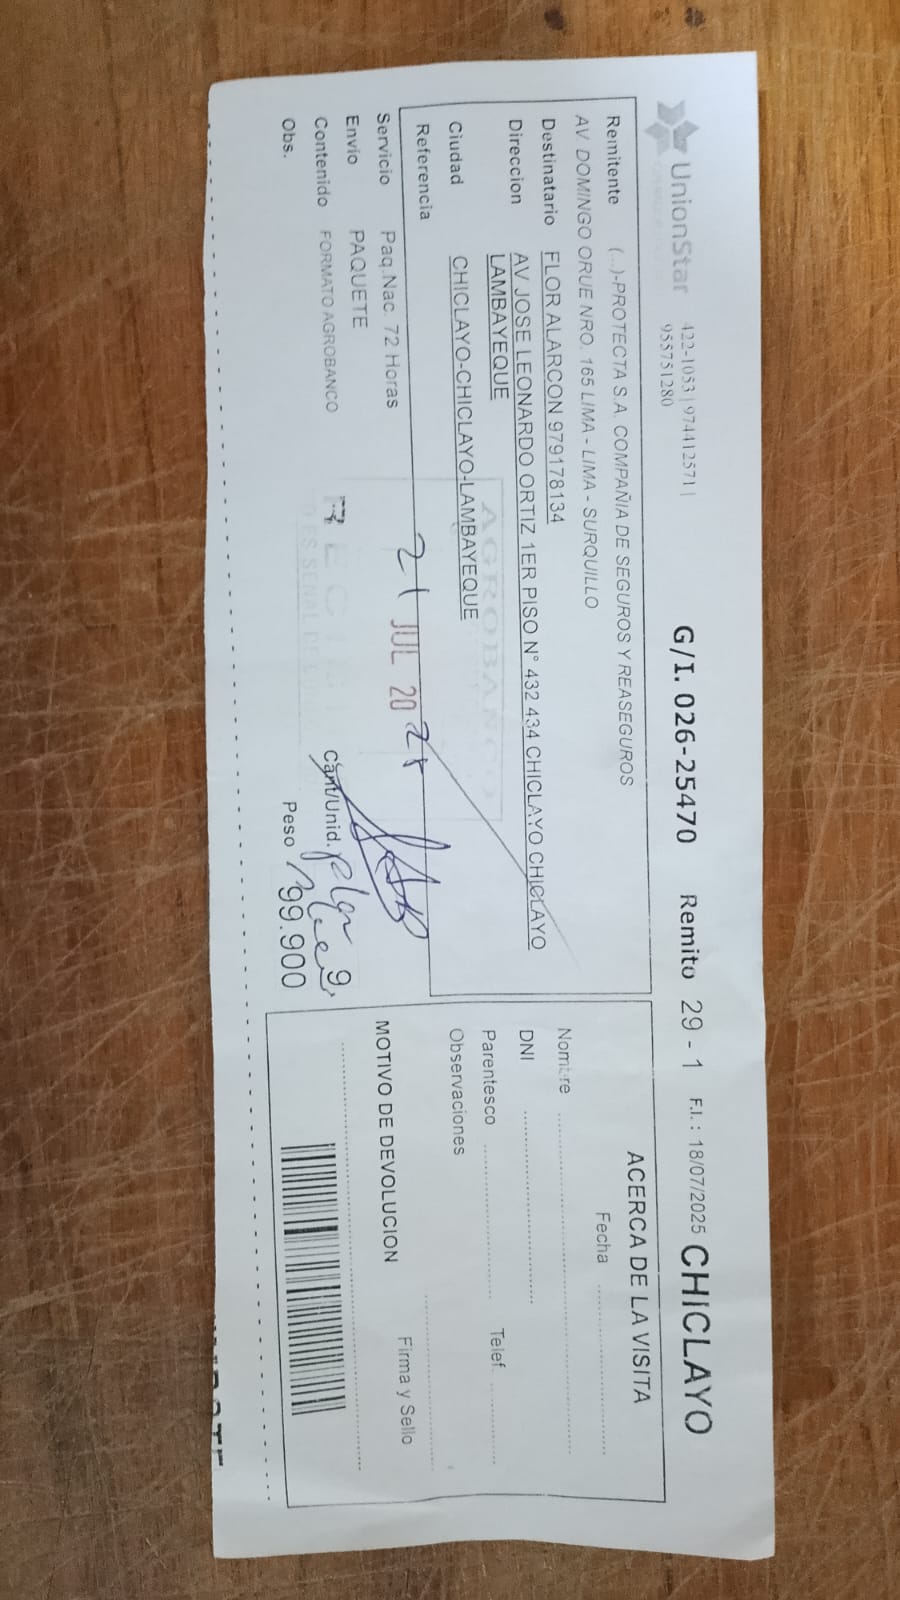 UnionStar
422-1053 | 974412571 |
955751280
G/I. 026-25470 Remito 29 - 1 F.I. : 18/07/2025 CHICLAYO
Remitente (...)-PROTECTA S.A. COMPAÑIA DE SEGUROS Y REASEGUROS
AV DOMINGO ORUE NRO. 165 LIMA - LIMA - SURQUILLO
Destinatario FLOR ALARCON 979178134
Direccion AV JOSE LEONARDO ORTIZ 1ER PISO N° 432 434 CHICLAYO CHICLAYO
LAMBAYEQUE
Ciudad CHICLAYO-CHICLAYO-LAMBAYEQUE
Referencia
AGROBANCO
21 JUL 2025
Servicio Paq.Nac. 72 Horas
Envío PAQUETE
Contenido FORMATO AGROBANCO
Obs.
Cant/Unid. 9
Peso 99.900
ACERCA DE LA VISITA
Fecha
Nombre
DNI
Parentesco Telef.
Observaciones
MOTIVO DE DEVOLUCION
Firma y Sello